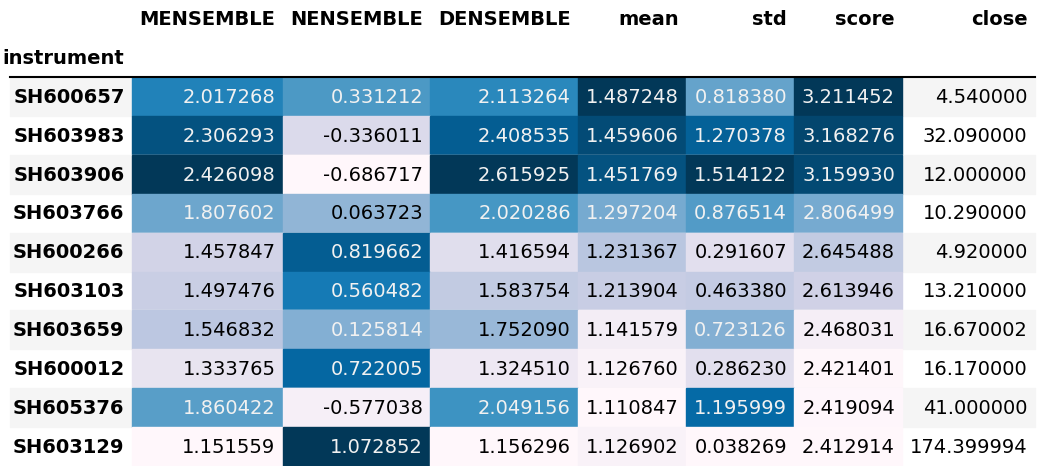 MENSEMBLE NENSEMBLE DENSEMBLE mean std score close
instrument
SH600657 2.017268 0.331212 2.113264 1.487248 0.818380 3.211452 4.540000
SH603983 2.306293 -0.336011 2.408535 1.459606 1.270378 3.168276 32.090000
SH603906 2.426098 -0.686717 2.615925 1.451769 1.514122 3.159930 12.000000
SH603766 1.807602 0.063723 2.020286 1.297204 0.876514 2.806499 10.290000
SH600266 1.457847 0.819662 1.416594 1.231367 0.291607 2.645488 4.920000
SH603103 1.497476 0.560482 1.583754 1.213904 0.463380 2.613946 13.210000
SH603659 1.546832 0.125814 1.752090 1.141579 0.723126 2.468031 16.670002
SH600012 1.333765 0.722005 1.324510 1.126760 0.286230 2.421401 16.170000
SH605376 1.860422 -0.577038 2.049156 1.110847 1.195999 2.419094 41.000000
SH603129 1.151559 1.072852 1.156296 1.126902 0.038269 2.412914 174.399994